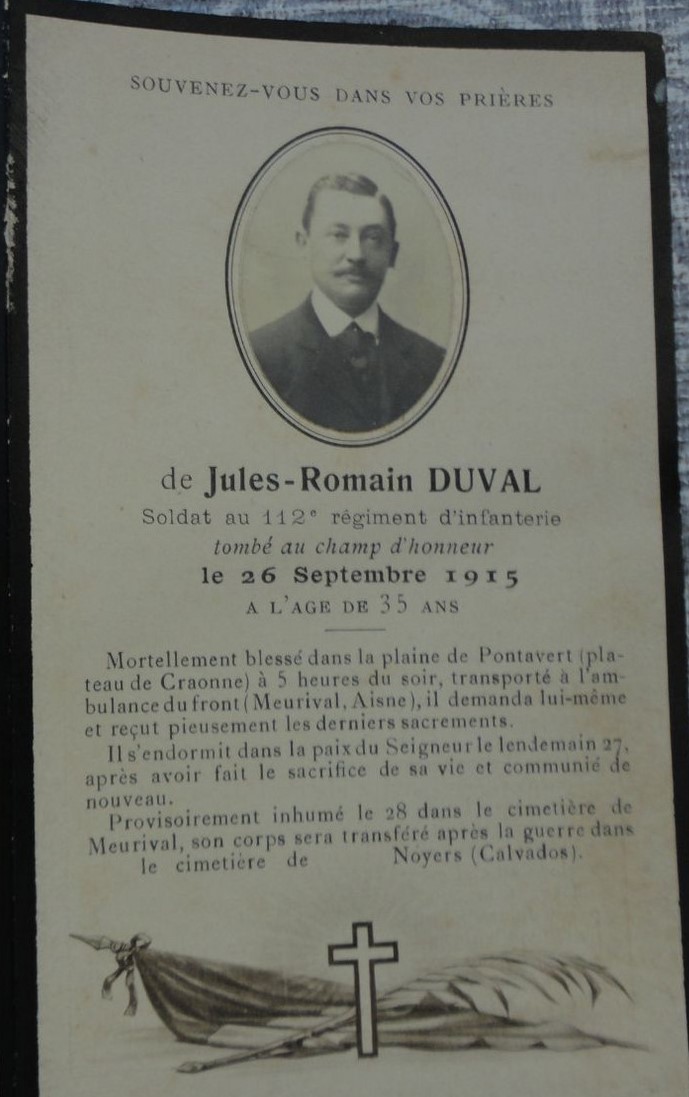 SOUVENEZ-VOUS DANS VOS PRIÈRES
de Jules-Romain DUVAL
Soldat au 112e régiment d'infanterie
tombé au champ d'honneur
le 26 Septembre 1915
A L'AGE DE 35 ANS
Mortellement blessé dans la plaine de Pontavert (pla-
teau de Craonne) à 5 heures du soir, transporté à l'am-
bulance du front (Meurival, Aisne), il demanda lui-même
et reçut pieusement les derniers sacrements.
Il s'endormit dans la paix du Seigneur le lendemain 27,
après avoir fait le sacrifice de sa vie et communié de
nouveau.
Provisoirement inhumé le 28 dans le cimetière de
Meurival, son corps sera transféré après la guerre dans
le cimetière de Noyers (Calvados).